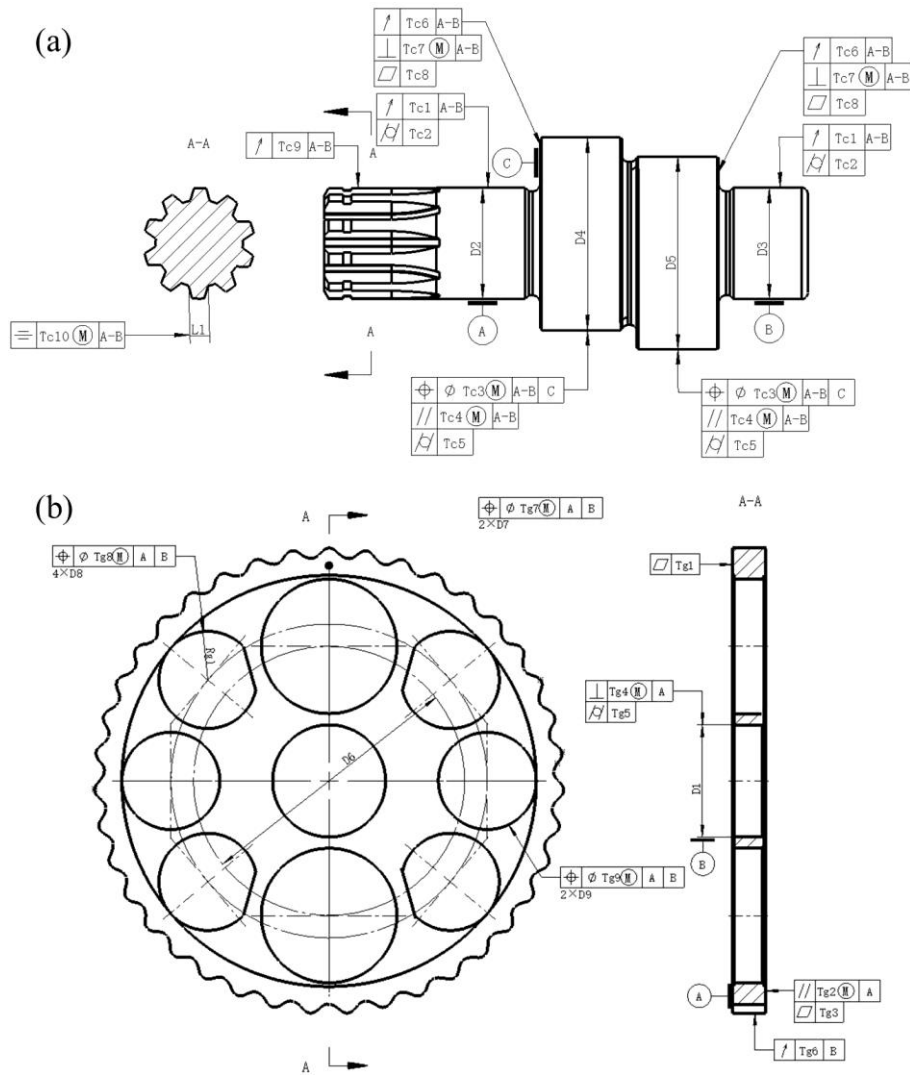 (a)
↗ Tc6 A-B
⊥ Tc7 Ⓜ A-B
⏥ Tc8
↗ Tc6 A-B
⊥ Tc7 Ⓜ A-B
⏥ Tc8
↗ Tc1 A-B
⌭ Tc2
↗ Tc1 A-B
⌭ Tc2
A-A
↗ Tc9 A-B
A
C
D2
D4
D5
D3
A
B
⌯ Tc10 Ⓜ A-B
L1
A
⌖ ⌀ Tc3 Ⓜ A-B C
// Tc4 Ⓜ A-B
⌭ Tc5
⌖ ⌀ Tc3 Ⓜ A-B C
// Tc4 Ⓜ A-B
⌭ Tc5
(b)
A
⌖ ⌀ Tg7 Ⓜ A B
2×D7
A-A
⌖ ⌀ Tg8 Ⓜ A B
4×D8
⏥ Tg1
Rg1
⊥ Tg4 Ⓜ A
⌭ Tg5
D6
D1
B
⌖ ⌀ Tg9 Ⓜ A B
2×D9
A
// Tg2 Ⓜ A
⏥ Tg3
↗ Tg6 B
A